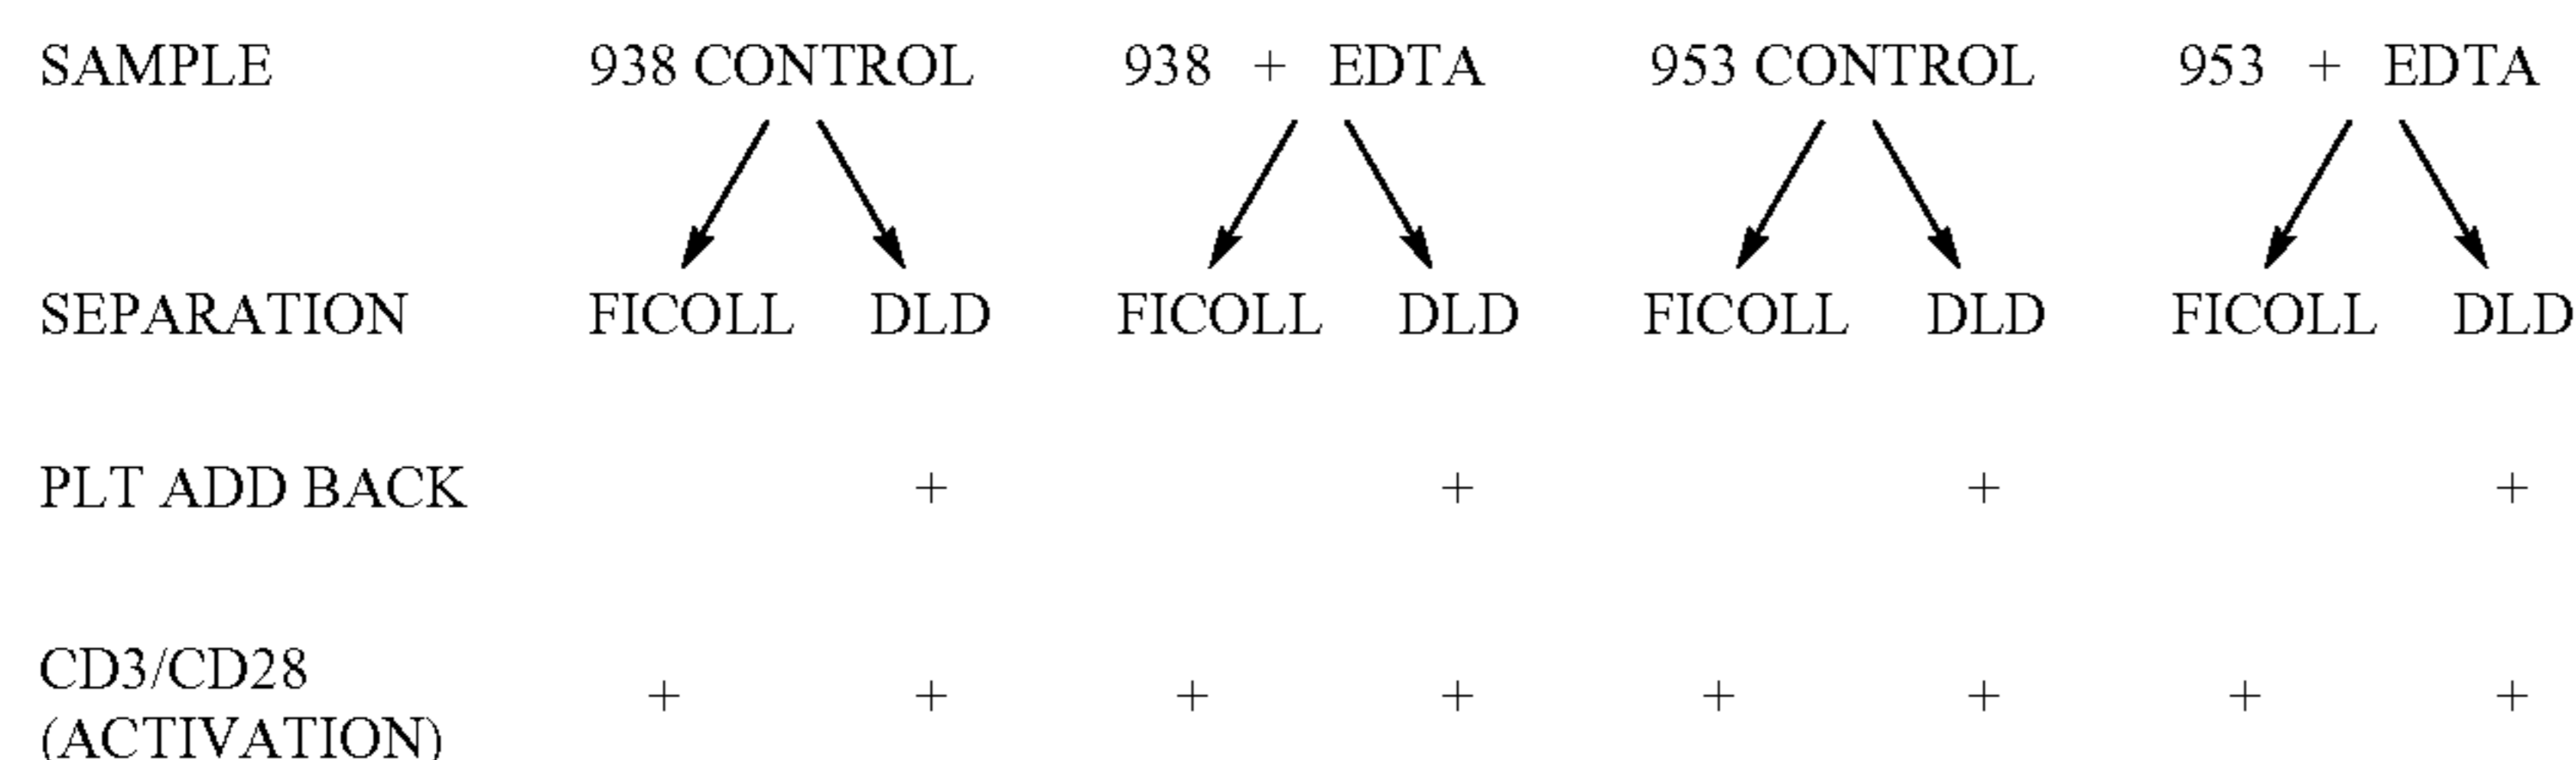 SAMPLE 938 CONTROL 938 + EDTA 953 CONTROL 953 + EDTA
SEPARATION FICOLL DLD FICOLL DLD FICOLL DLD FICOLL DLD
PLT ADD BACK + + + +
CD3/CD28
(ACTIVATION) + + + + + + + +